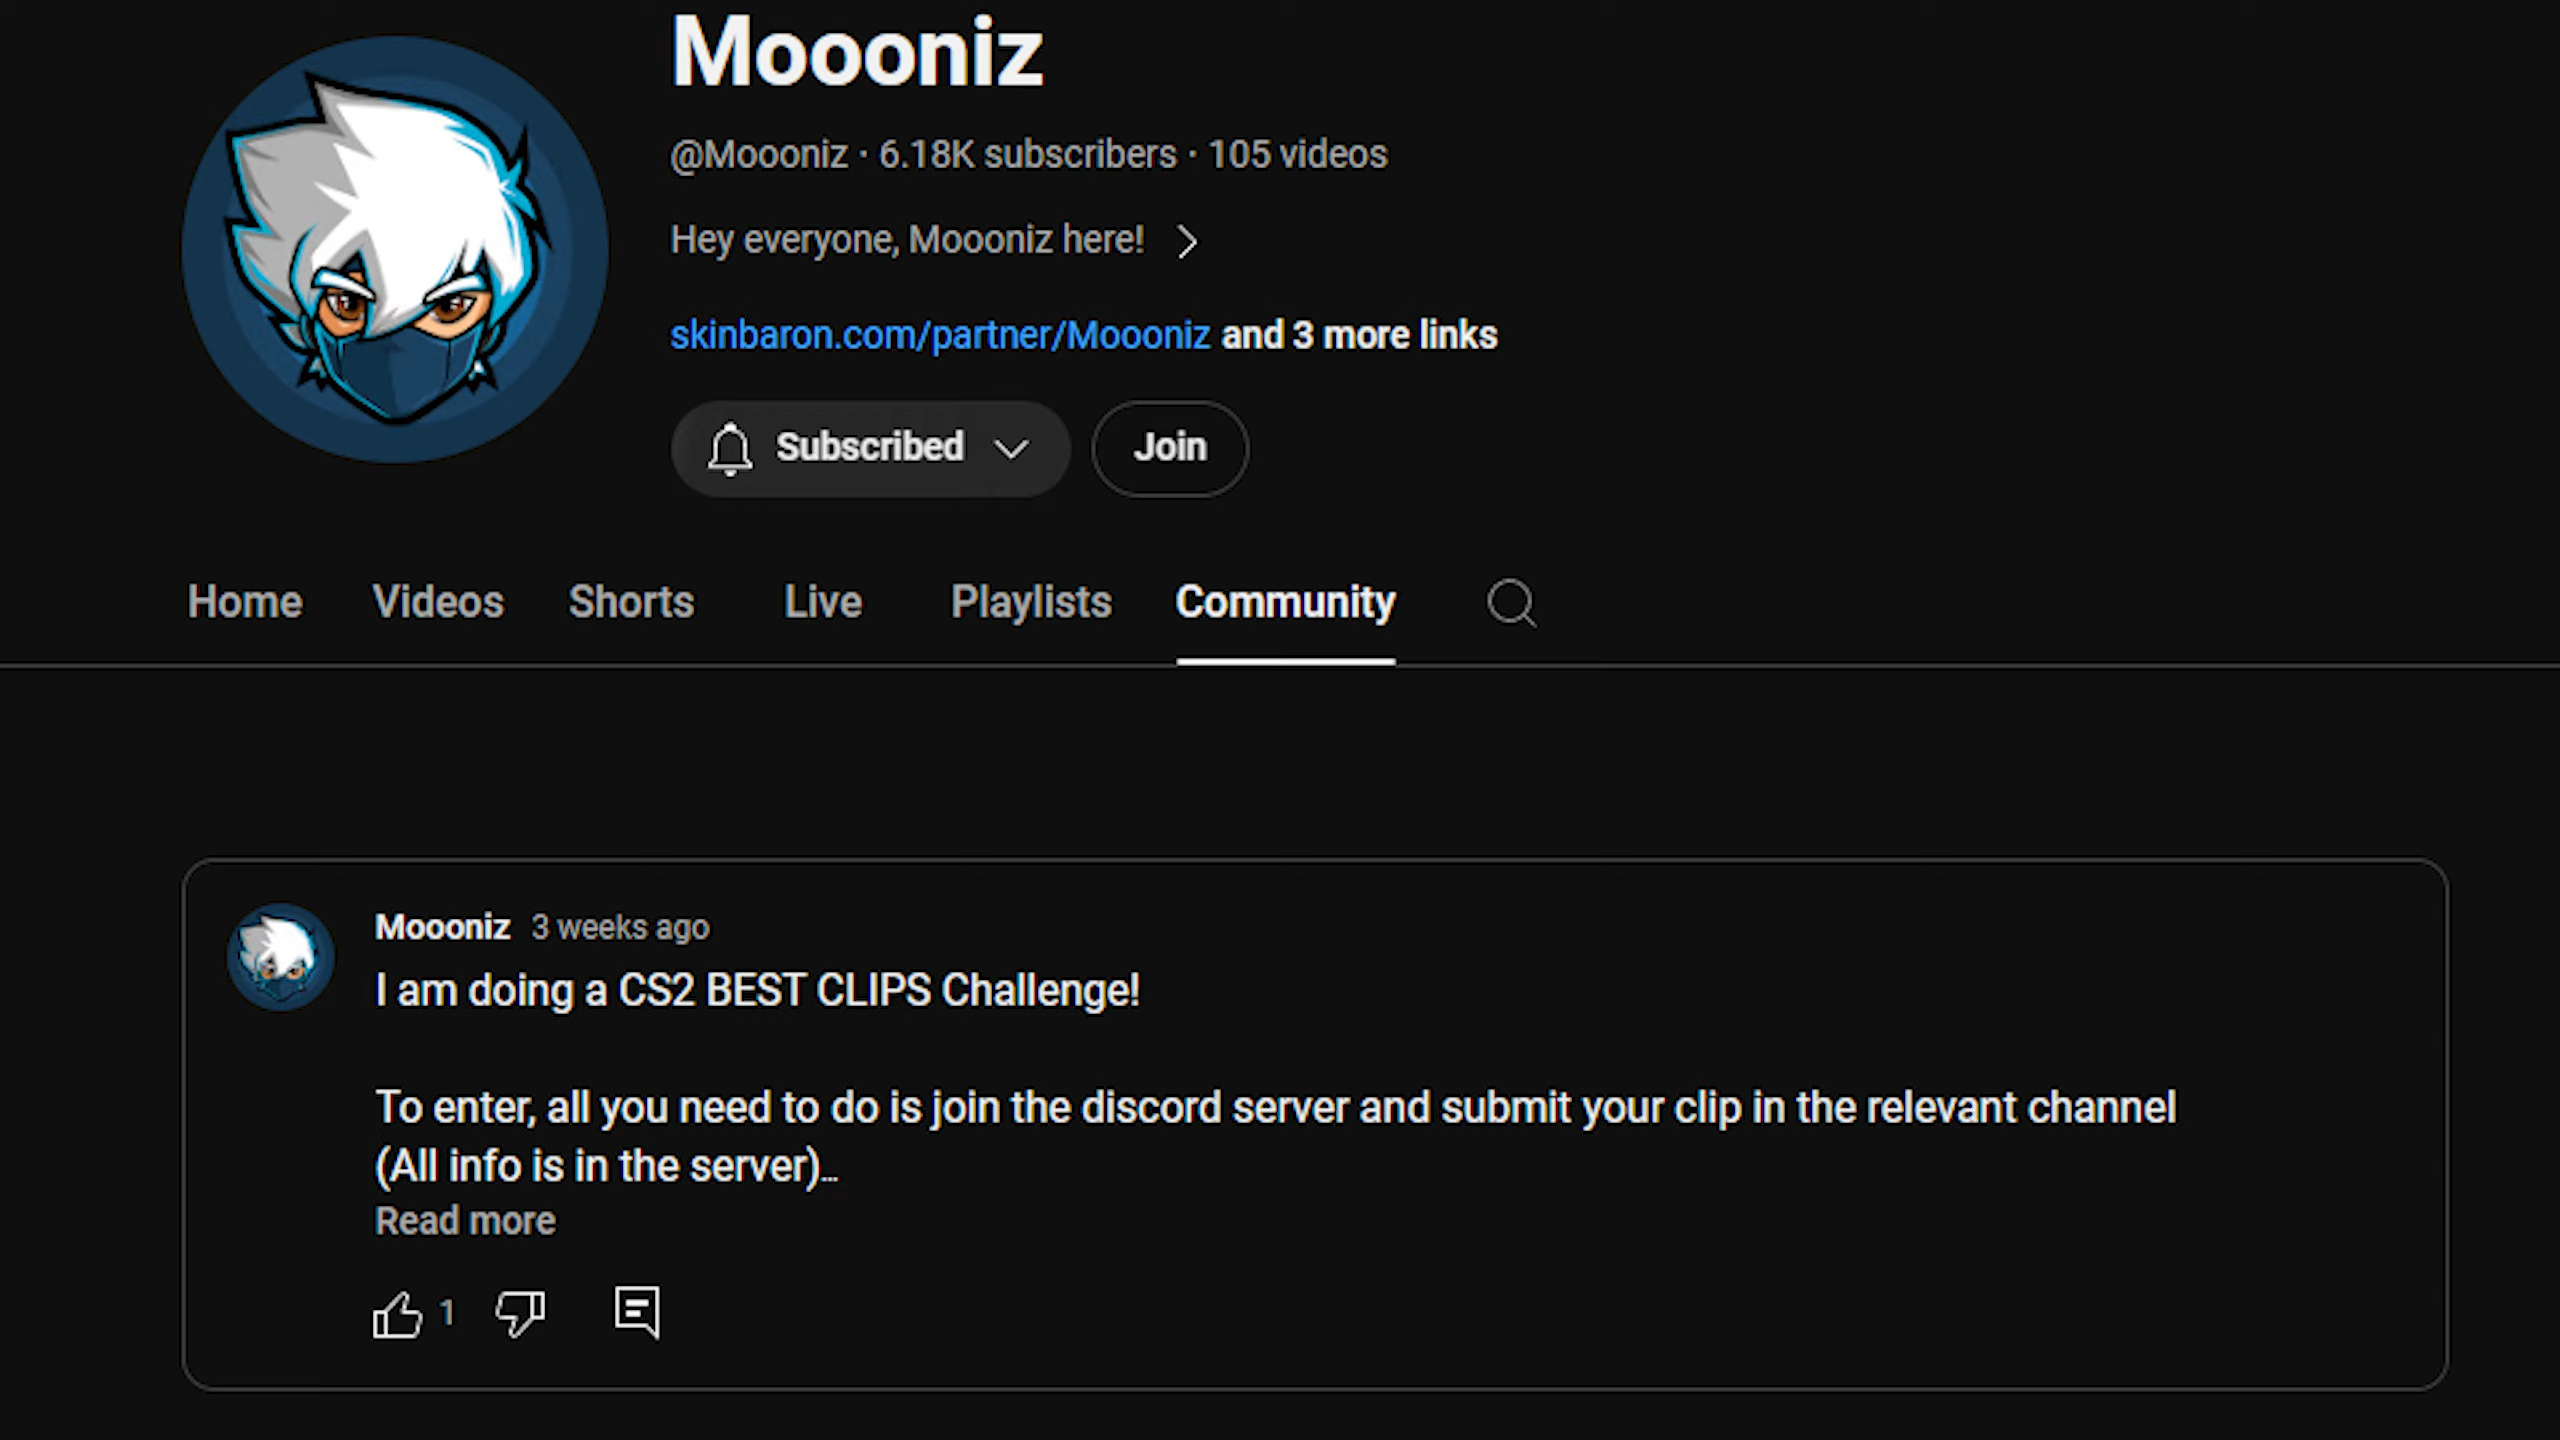 Moooniz
@Moooniz · 6.18K subscribers · 105 videos
Hey everyone, Moooniz here!
skinbaron.com/partner/Moooniz and 3 more links
Subscribed
Join
Home Videos Shorts Live Playlists Community
Moooniz 3 weeks ago
I am doing a CS2 BEST CLIPS Challenge!
To enter, all you need to do is join the discord server and submit your clip in the relevant channel
(All info is in the server)...
Read more
1